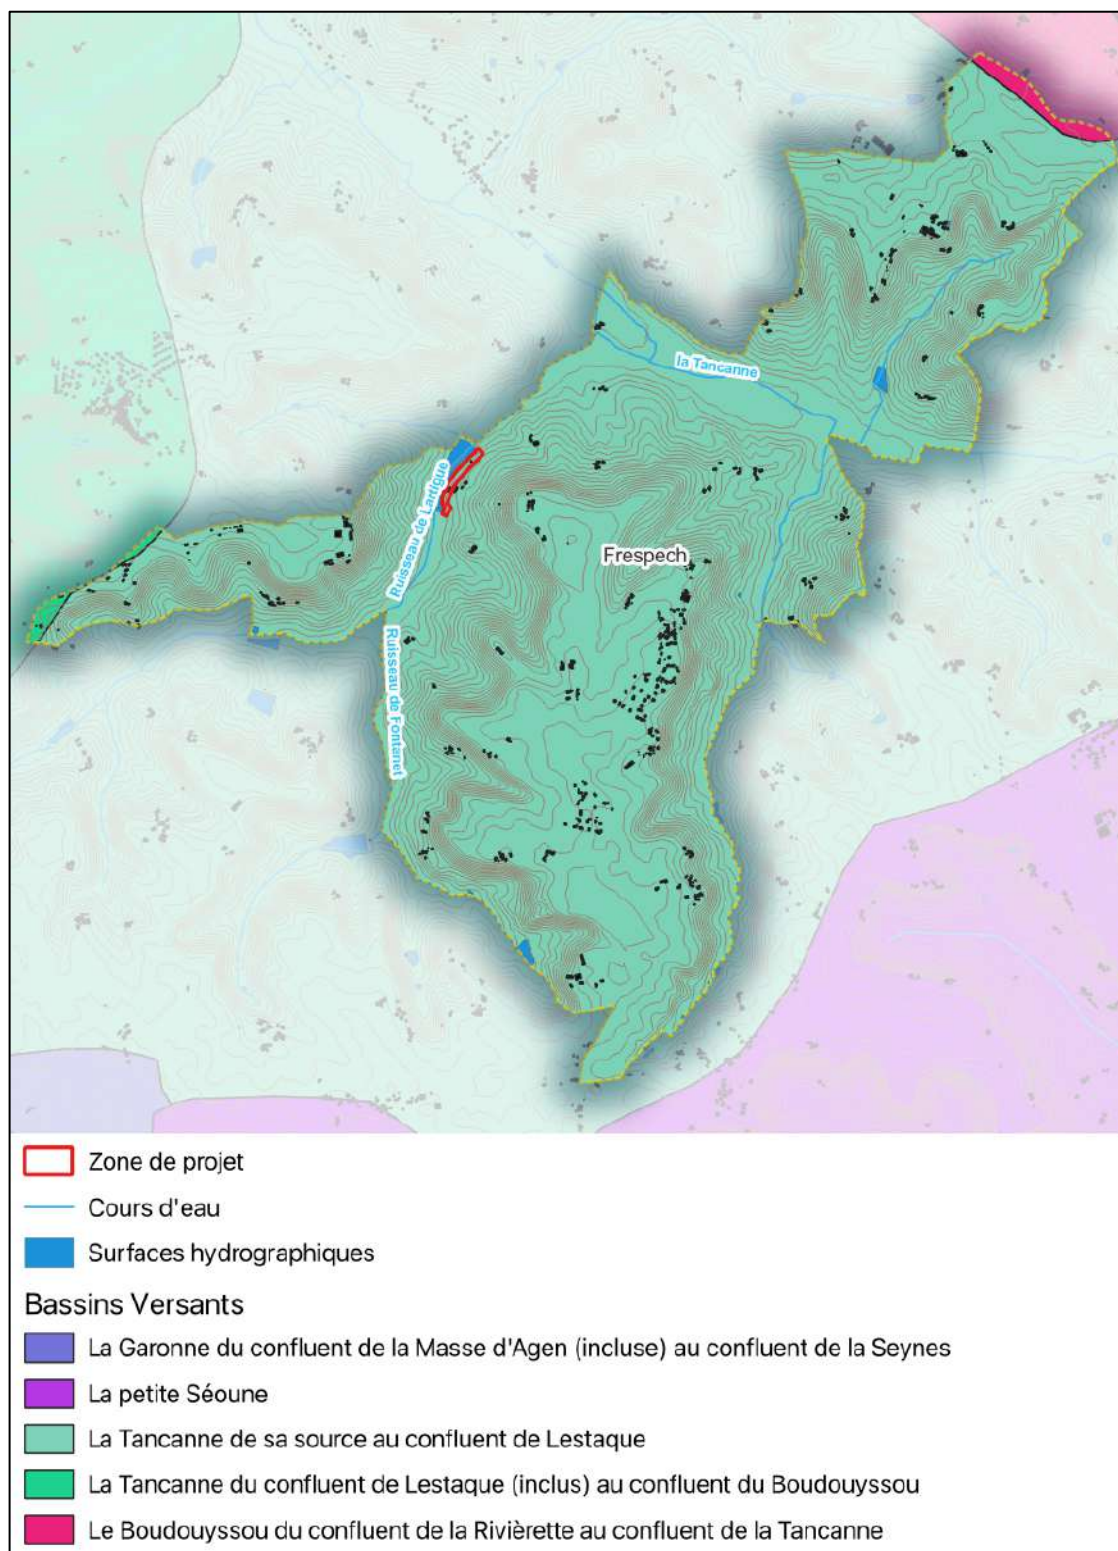 la Tancanne
Ruisseau de Lartigue
Frespech
Ruisseau de Fontanet
Zone de projet
Cours d'eau
Surfaces hydrographiques
Bassins Versants
La Garonne du confluent de la Masse d'Agen (incluse) au confluent de la Seynes
La petite Séoune
La Tancanne de sa source au confluent de Lestaque
La Tancanne du confluent de Lestaque (inclus) au confluent du Boudouyssou
Le Boudouyssou du confluent de la Rivièrette au confluent de la Tancanne